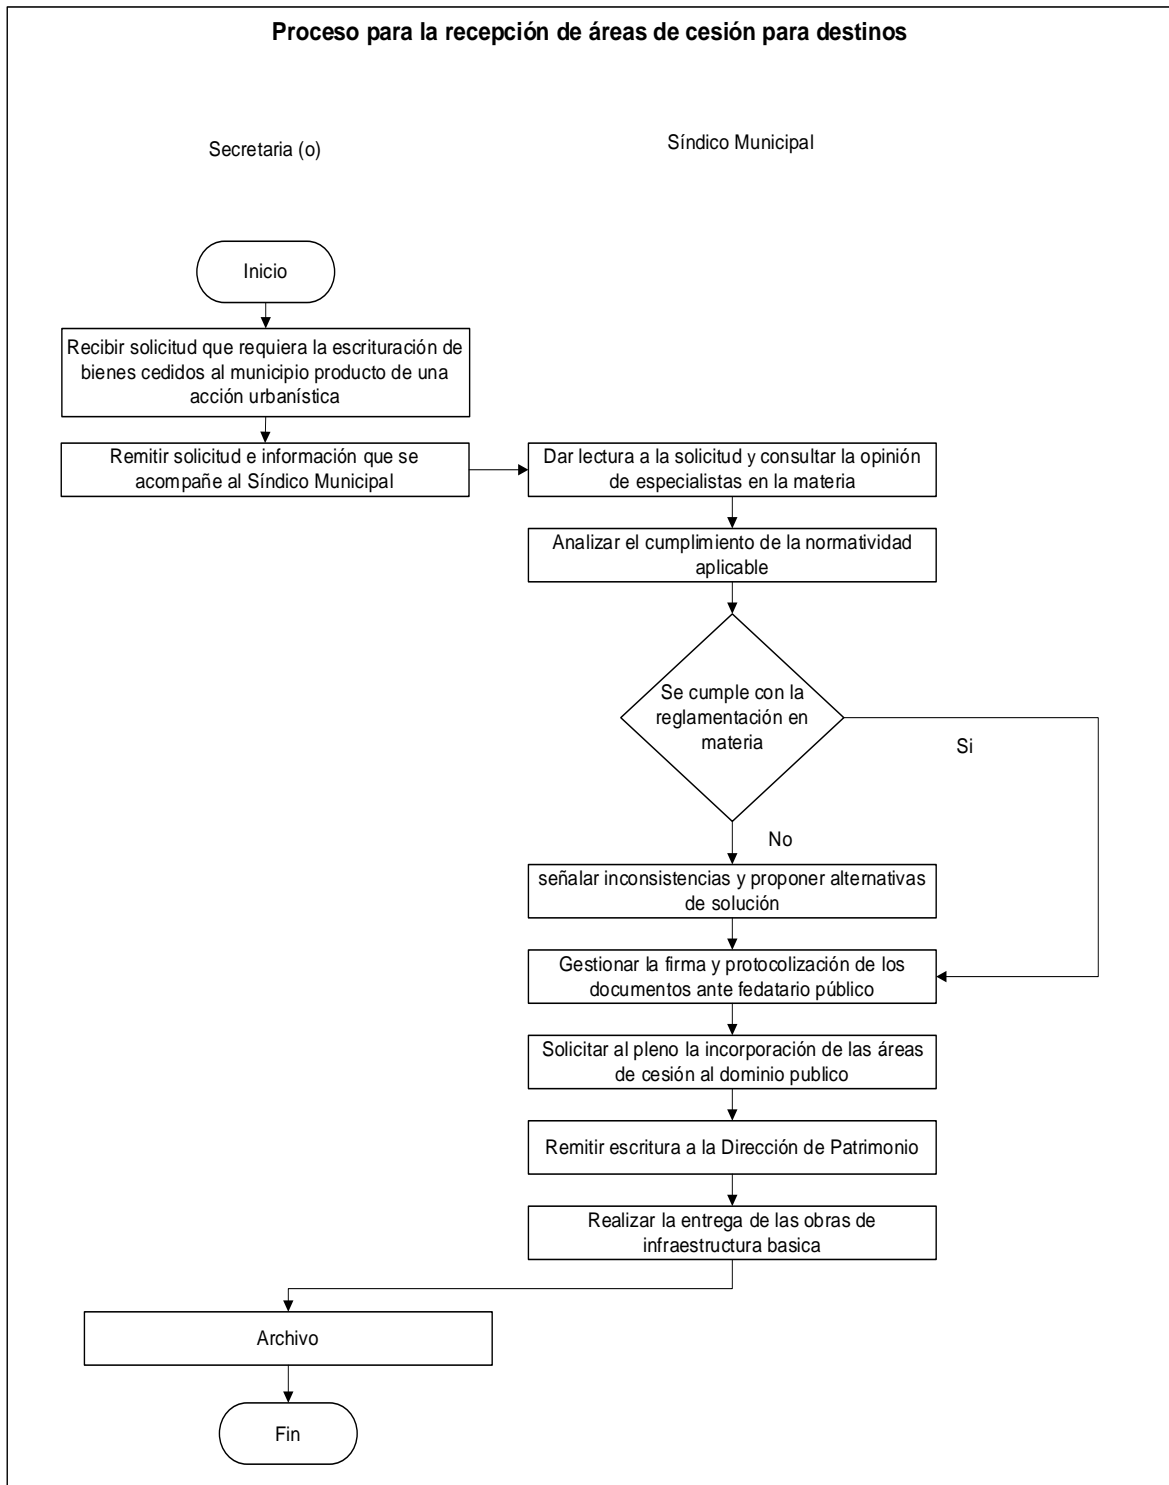 Proceso para la recepción de áreas de cesión para destinos
Secretaria (o)
Síndico Municipal
Inicio
Recibir solicitud que requiera la escrituración de
bienes cedidos al municipio producto de una
acción urbanística
Remitir solicitud e información que se
acompañe al Síndico Municipal
Dar lectura a la solicitud y consultar la opinión
de especialistas en la materia
Analizar el cumplimiento de la normatividad
aplicable
Se cumple con la
reglamentación en
materia
Si
No
señalar inconsistencias y proponer alternativas
de solución
Gestionar la firma y protocolización de los
documentos ante fedatario público
Solicitar al pleno la incorporación de las áreas
de cesión al dominio publico
Remitir escritura a la Dirección de Patrimonio
Realizar la entrega de las obras de
infraestructura basica
Archivo
Fin